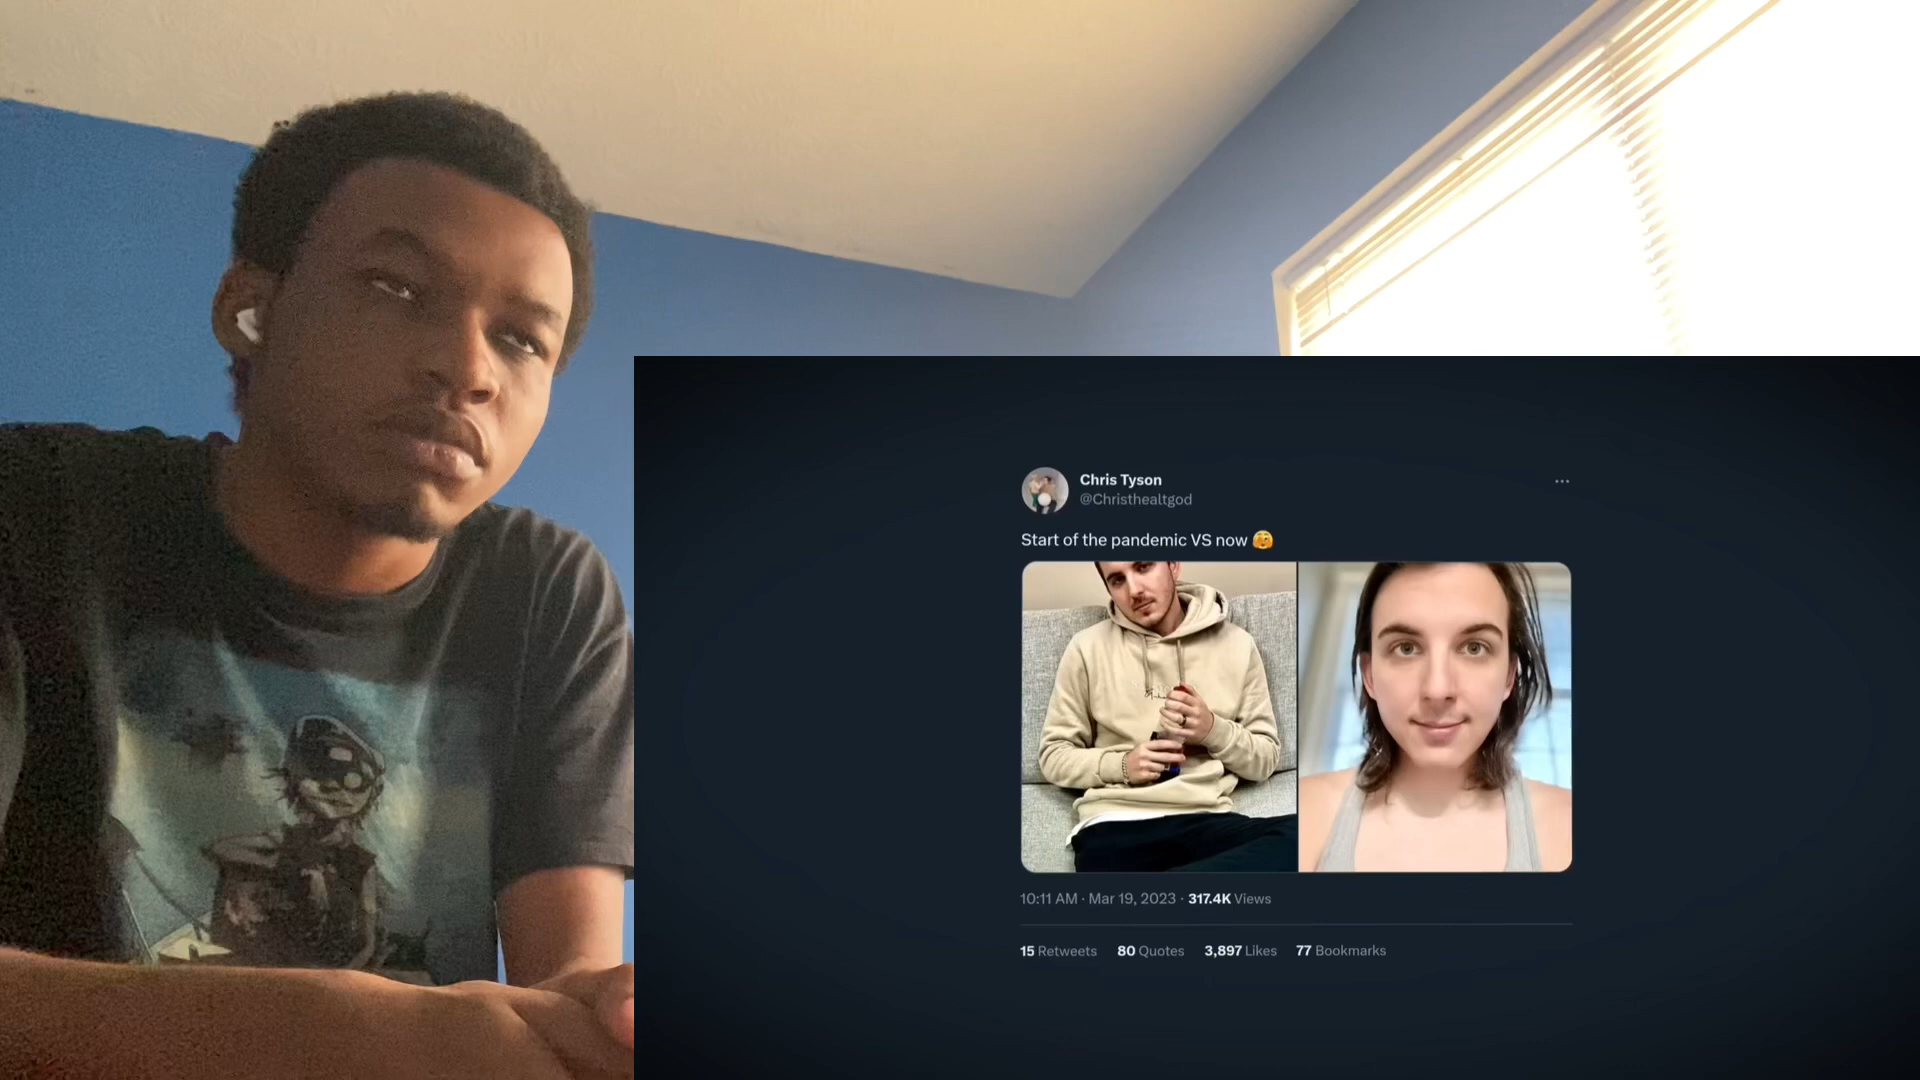 Chris Tyson
@Christhealtgod
Start of the pandemic VS now 🫣
10:11 AM · Mar 19, 2023 · 317.4K Views
15 Retweets 80 Quotes 3,897 Likes 77 Bookmarks